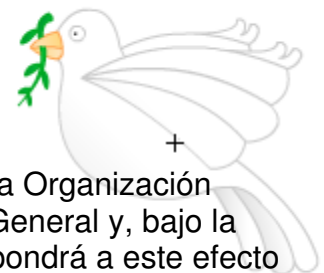 a Organización
General y, bajo la
pondrá a este efecto